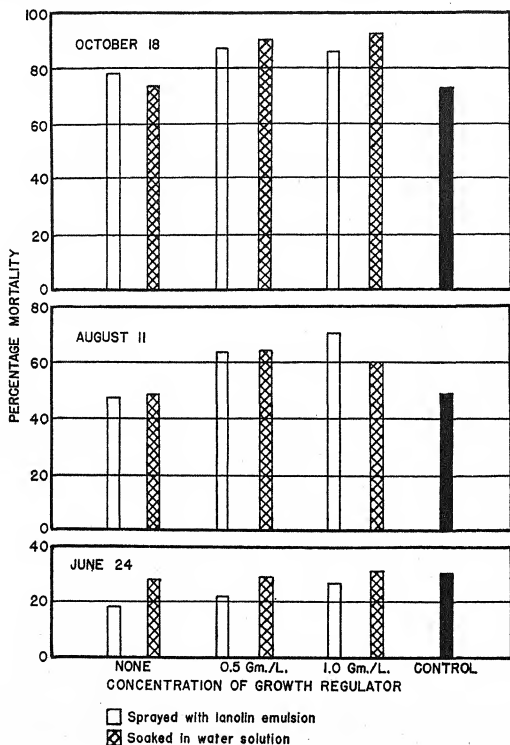 PERCENTAGE MORTALITY
100
OCTOBER 18
80
60
40
20
0
80
AUGUST 11
60
40
20
0
40
JUNE 24
20
0
NONE 0.5 Gm./L. 1.0 Gm./L. CONTROL
CONCENTRATION OF GROWTH REGULATOR
Sprayed with lanolin emulsion
Soaked in water solution